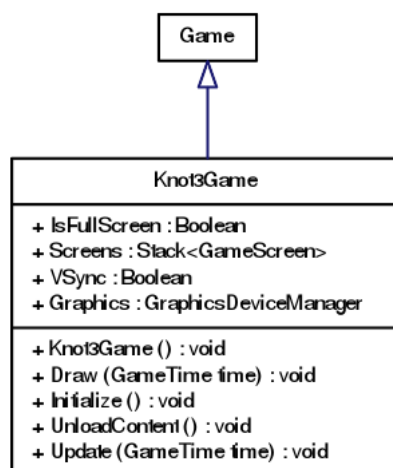 Game
Knot3Game
+ IsFullScreen : Boolean
+ Screens : Stack<GameScreen>
+ VSync : Boolean
+ Graphics : GraphicsDeviceManager
+ Knot3Game () : void
+ Draw (GameTime time) : void
+ Initialize () : void
+ UnloadContent () : void
+ Update (GameTime time) : void